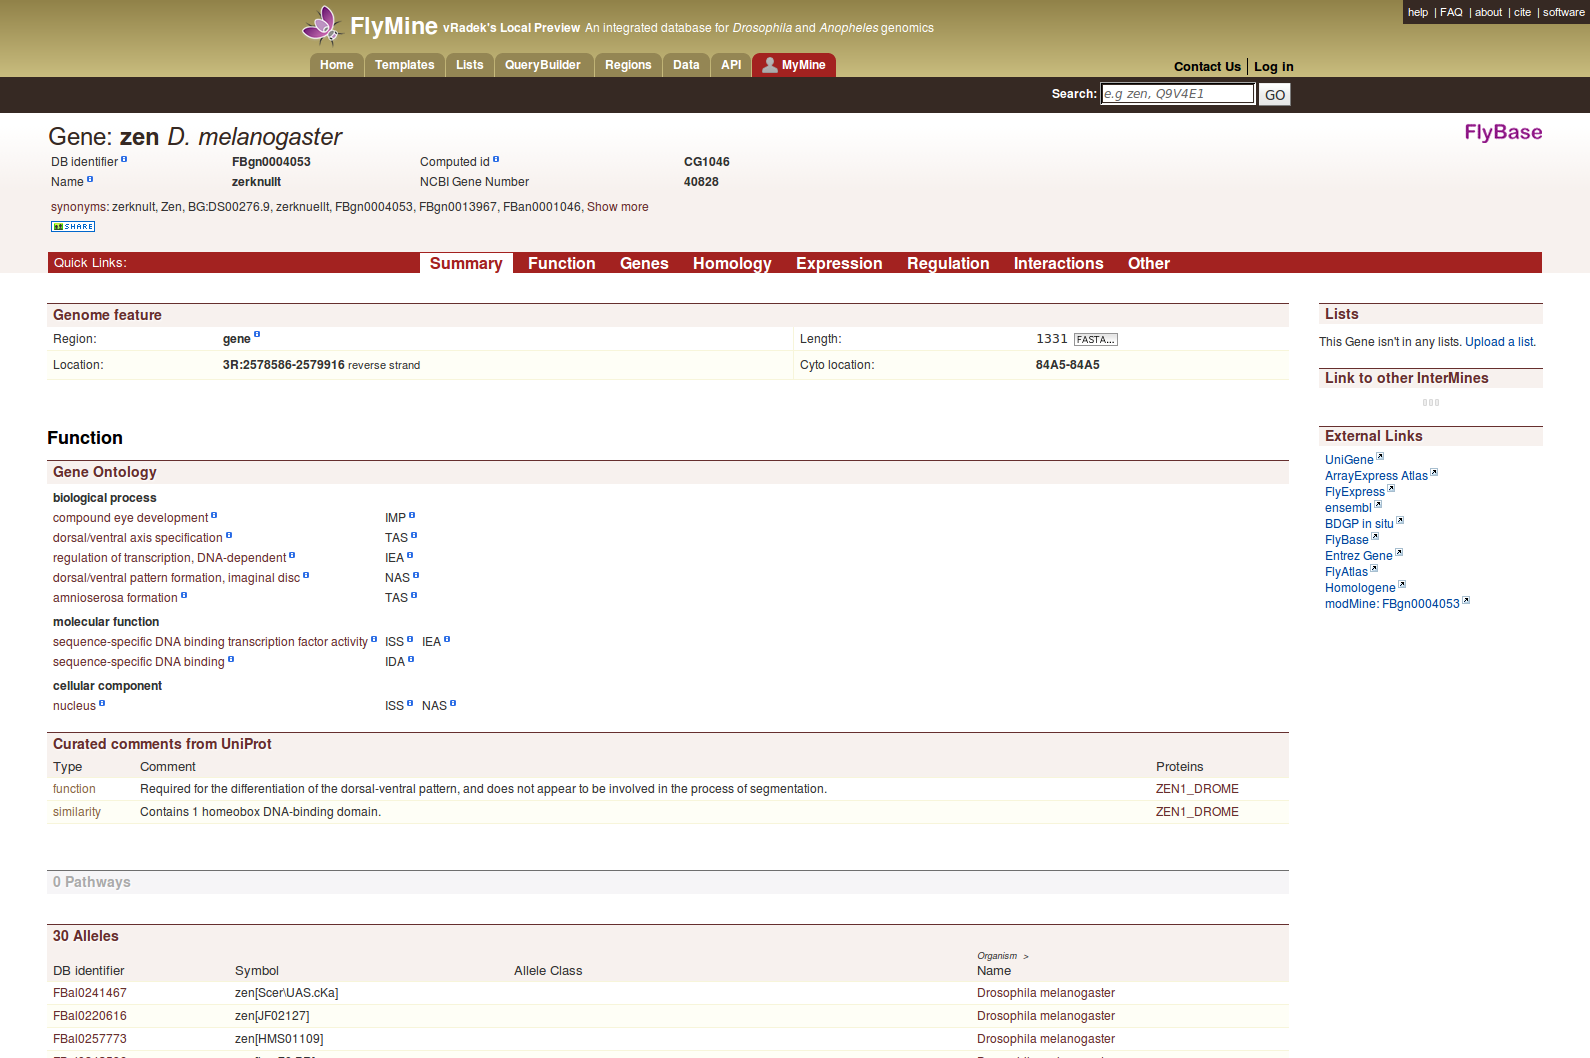 help | FAQ | about | cite | software
FlyMine vRadek's Local Preview An integrated database for Drosophila and Anopheles genomics
Home Templates Lists QueryBuilder Regions Data API MyMine
Contact Us | Log in
Search: e.g zen, Q9V4E1 GO
Gene: zen D. melanogaster
FlyBase
DB identifier FBgn0004053 Computed id CG1046
Name zerknullt NCBI Gene Number 40828
synonyms: zerknult, Zen, BG:DS00276.9, zerknuellt, FBgn0004053, FBgn0013967, FBan0001046, Show more
SHARE
Quick Links: Summary Function Genes Homology Expression Regulation Interactions Other
Genome feature
Region: gene Length: 1331 FASTA...
Location: 3R:2578586-2579916 reverse strand Cyto location: 84A5-84A5
Function
Gene Ontology
biological process
compound eye development IMP
dorsal/ventral axis specification TAS
regulation of transcription, DNA-dependent IEA
dorsal/ventral pattern formation, imaginal disc NAS
amnioserosa formation TAS
molecular function
sequence-specific DNA binding transcription factor activity ISS IEA
sequence-specific DNA binding IDA
cellular component
nucleus ISS NAS
Curated comments from UniProt
Type Comment Proteins
function Required for the differentiation of the dorsal-ventral pattern, and does not appear to be involved in the process of segmentation. ZEN1_DROME
similarity Contains 1 homeobox DNA-binding domain. ZEN1_DROME
0 Pathways
30 Alleles
Organism >
DB identifier Symbol Allele Class Name
FBal0241467 zen[Scer\UAS.cKa] Drosophila melanogaster
FBal0220616 zen[JF02127] Drosophila melanogaster
FBal0257773 zen[HMS01109] Drosophila melanogaster
Lists
This Gene isn't in any lists. Upload a list.
Link to other InterMines
External Links
UniGene
ArrayExpress Atlas
FlyExpress
ensembl
BDGP in situ
FlyBase
Entrez Gene
FlyAtlas
Homologene
modMine: FBgn0004053